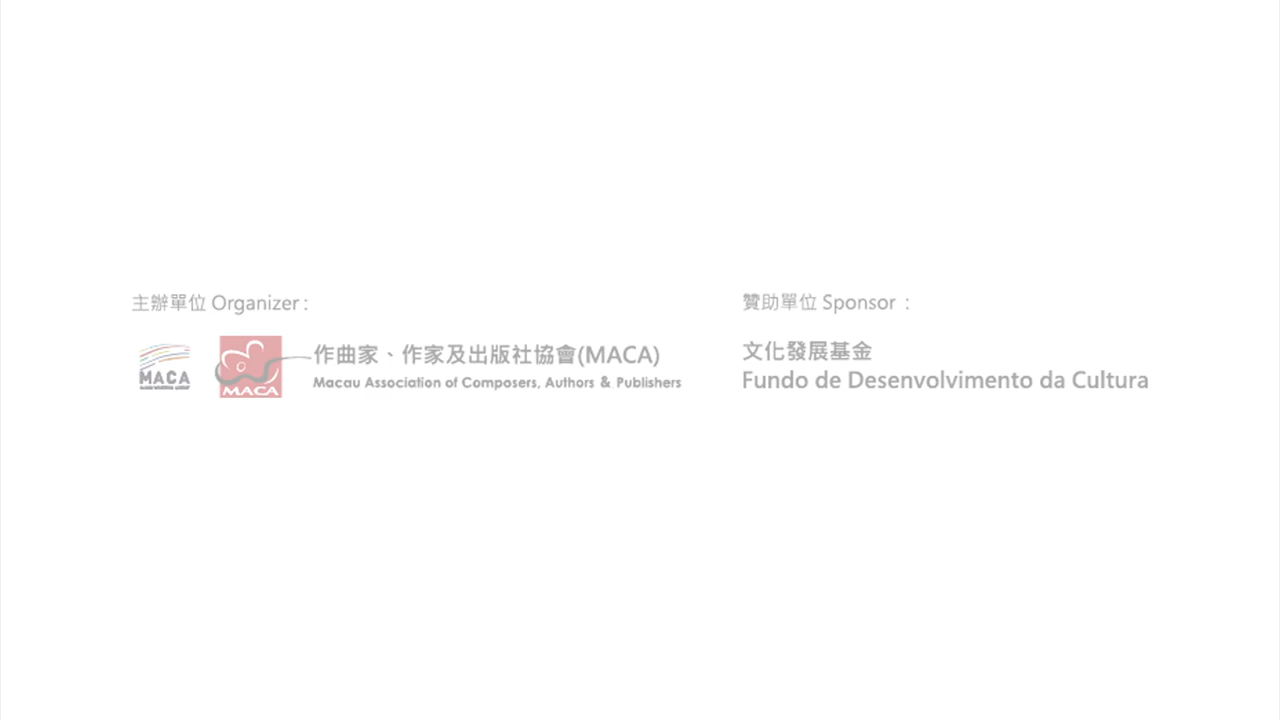 主辦單位 Organizer :
MACA
MACA
作曲家、作家及出版社協會(MACA)
Macau Association of Composers, Authors & Publishers
贊助單位 Sponsor :
文化發展基金
Fundo de Desenvolvimento da Cultura